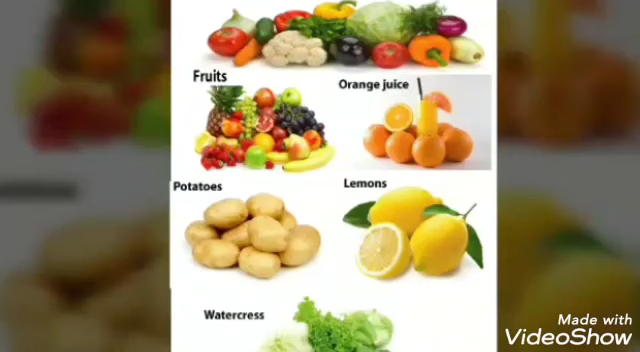 Fruits
Orange juice
Potatoes
Lemons
Watercress
Made with
VideoShow